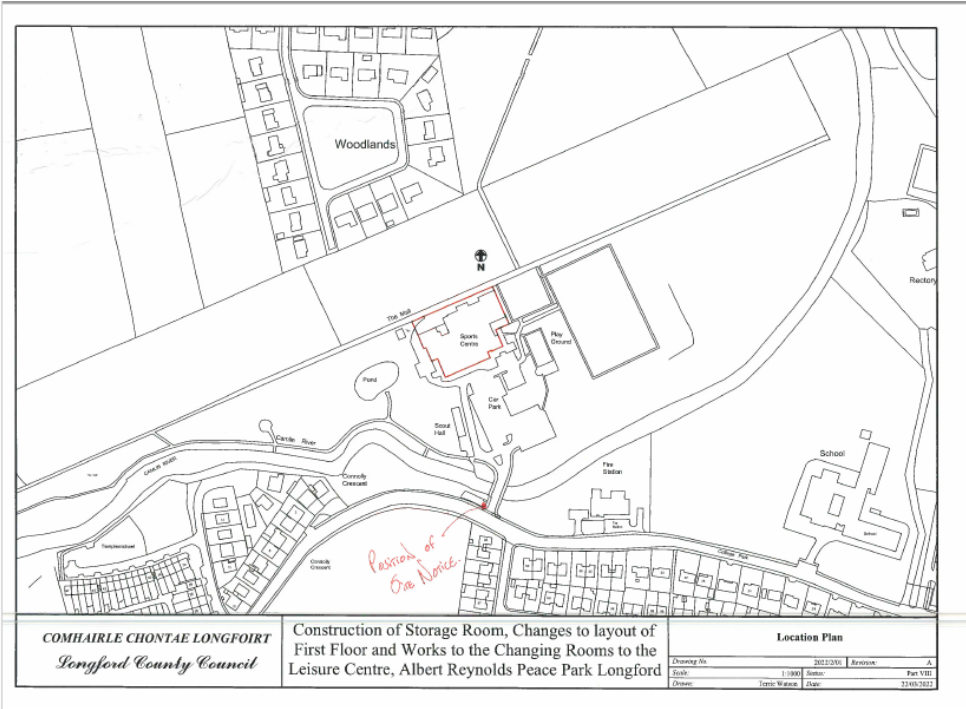 Woodlands
N
Rectory
The Mall
Sports
Centre
Play
Ground
Pond
Car
Park
Scout
Hall
Camlin River
CAMLIN RIVER
Connolly
Crescent
Fire
Station
School
School
Connolly
Crescent
College Park
Position of
Site Notice.
COMHAIRLE CHONTAE LONGFOIRT
Longford County Council
Construction of Storage Room, Changes to layout of
First Floor and Works to the Changing Rooms to the
Leisure Centre, Albert Reynolds Peace Park Longford
Location Plan
Drawing No. 2022/2/01 Revision: A
Scale: 1:1000 Status: Part VIII
Drawn: Terrie Watson Date: 22/03/2022